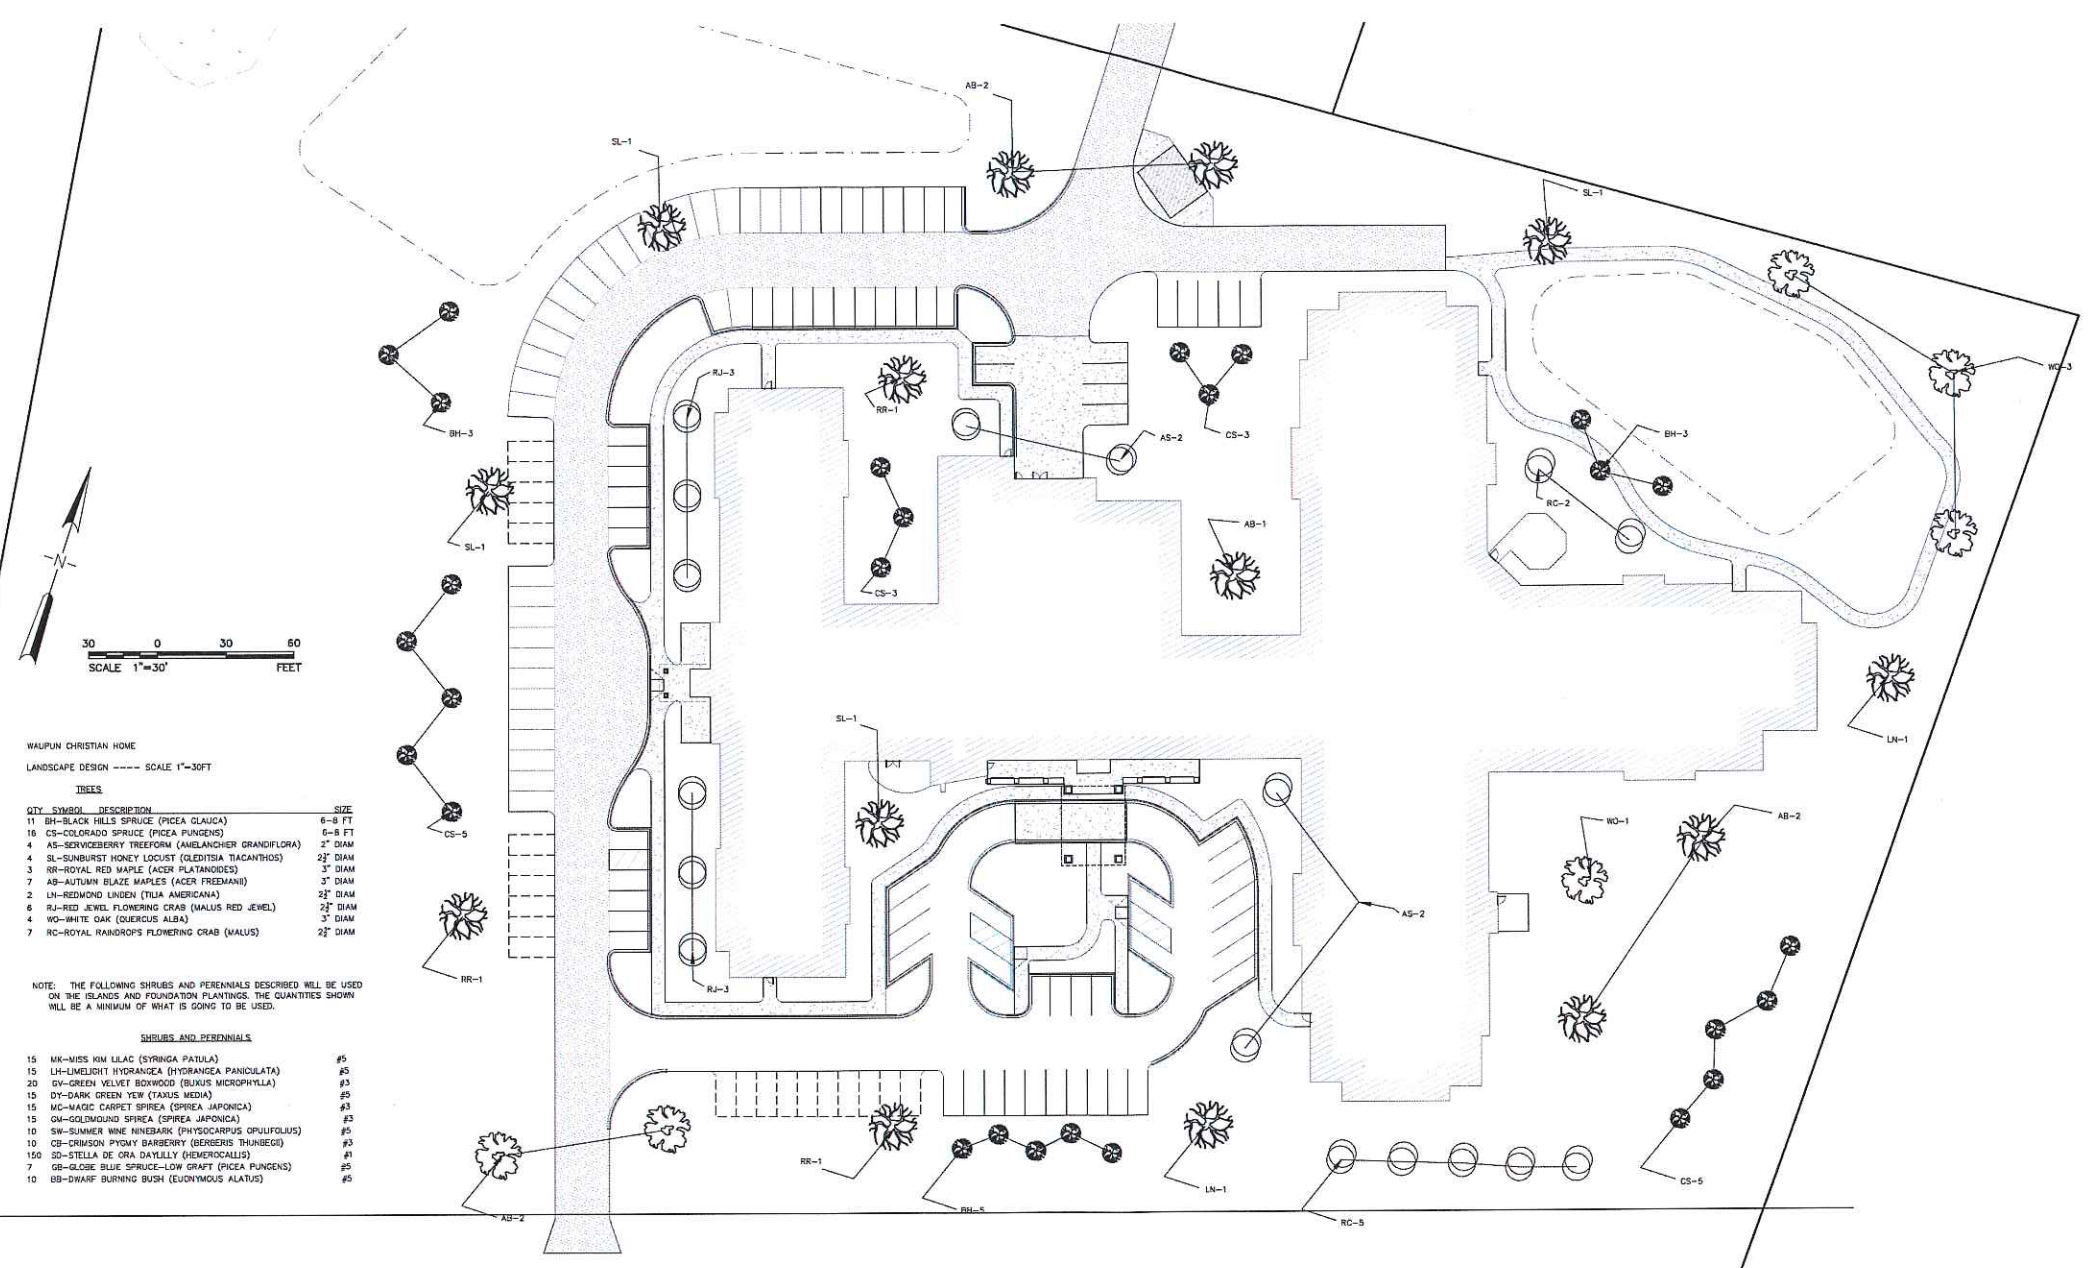 AB-2
SL-1
SL-1
WO-3
RJ-3
RR-1
AS-2
CS-3
BH-3
BH-3
RC-2
AB-1
SL-1
CS-3
N
30 0 30 60
SCALE 1"=30' FEET
LN-1
SL-1
WAUPUN CHRISTIAN HOME
LANDSCAPE DESIGN ---- SCALE 1"=30FT
TREES
QTY SYMBOL DESCRIPTION SIZE
11 BH-BLACK HILLS SPRUCE (PICEA GLAUCA) 6-8 FT
16 CS-COLORADO SPRUCE (PICEA PUNGENS) 6-8 FT
4 AS-SERVICEBERRY TREEFORM (AMELANCHIER GRANDIFLORA) 2" DIAM
4 SL-SUNBURST HONEY LOCUST (GLEDITSIA TIACANTHOS) 2½" DIAM
3 RR-ROYAL RED MAPLE (ACER PLATANOIDES) 3" DIAM
7 AB-AUTUMN BLAZE MAPLES (ACER FREEMANII) 3" DIAM
2 LN-REDMOND LINDEN (TILIA AMERICANA) 2½" DIAM
6 RJ-RED JEWEL FLOWERING CRAB (MALUS RED JEWEL) 2½" DIAM
4 WO-WHITE OAK (QUERCUS ALBA) 3" DIAM
7 RC-ROYAL RAINDROPS FLOWERING CRAB (MALUS) 2½" DIAM
CS-5
WO-1
AB-2
AS-2
RR-1
RJ-3
NOTE: THE FOLLOWING SHRUBS AND PERENNIALS DESCRIBED WILL BE USED
ON THE ISLANDS AND FOUNDATION PLANTINGS. THE QUANTITIES SHOWN
WILL BE A MINIMUM OF WHAT IS GOING TO BE USED.
SHRUBS AND PERENNIALS
15 MK-MISS KIM LILAC (SYRINGA PATULA) #5
15 LH-LIMELIGHT HYDRANGEA (HYDRANGEA PANICULATA) #5
20 GV-GREEN VELVET BOXWOOD (BUXUS MICROPHYLLA) #3
15 DY-DARK GREEN YEW (TAXUS MEDIA) #5
15 MC-MAGIC CARPET SPIREA (SPIREA JAPONICA) #3
15 GM-GOLDMOUND SPIREA (SPIREA JAPONICA) #3
10 SW-SUMMER WINE NINEBARK (PHYSOCARPUS OPULIFOLIUS) #5
10 CB-CRIMSON PYGMY BARBERRY (BERBERIS THUNBEGII) #3
150 SD-STELLA DE ORA DAYLILLY (HEMEROCALLIS) #1
7 GB-GLOBE BLUE SPRUCE-LOW GRAFT (PICEA PUNGENS) #5
10 BB-DWARF BURNING BUSH (EUONYMOUS ALATUS) #5
RR-1
LN-1
CS-5
AB-2
BH-5
RC-5